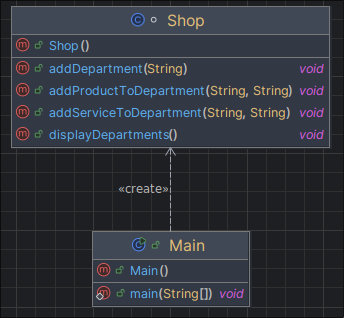 Shop
Shop()
addDepartment(String) void
addProductToDepartment(String, String) void
addServiceToDepartment(String, String) void
displayDepartments() void
«create»
Main
Main()
main(String[]) void